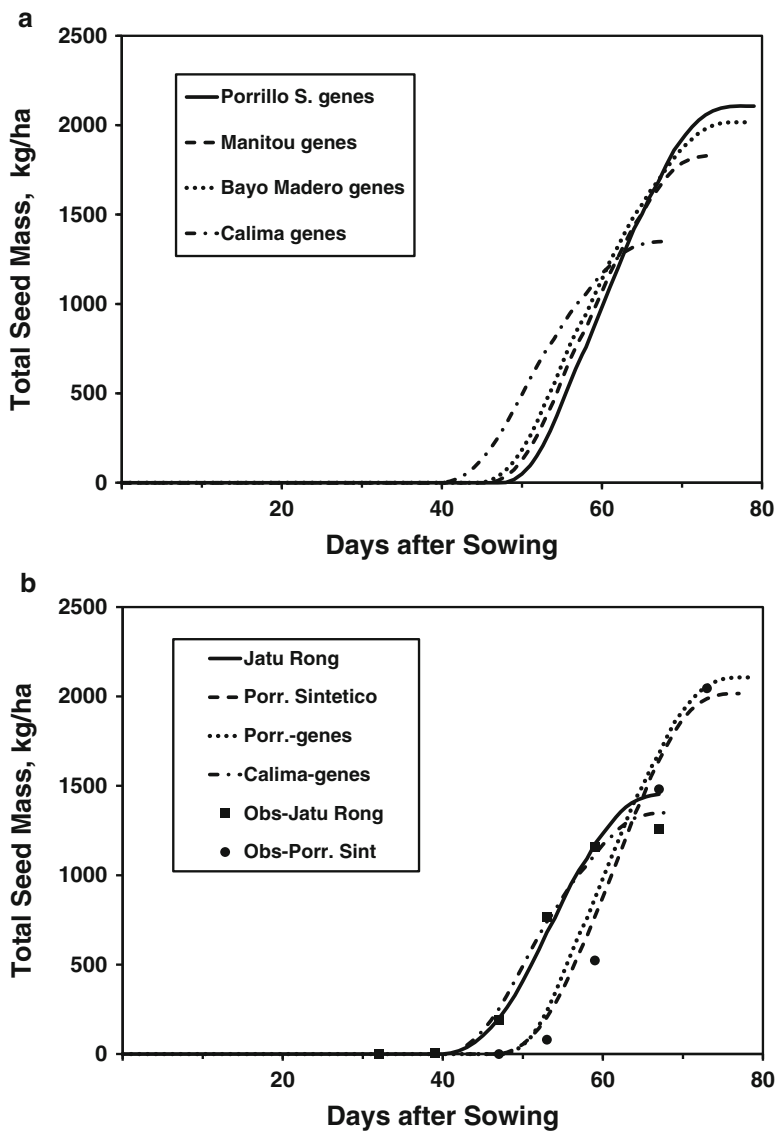 a
2500
2000
1500
1000
500
0
Total Seed Mass, kg/ha
Porrillo S. genes
Manitou genes
Bayo Madero genes
Calima genes
20 40 60 80
Days after Sowing
b
2500
2000
1500
1000
500
0
Total Seed Mass, kg/ha
Jatu Rong
Porr. Sintetico
Porr.-genes
Calima-genes
Obs-Jatu Rong
Obs-Porr. Sint
20 40 60 80
Days after Sowing